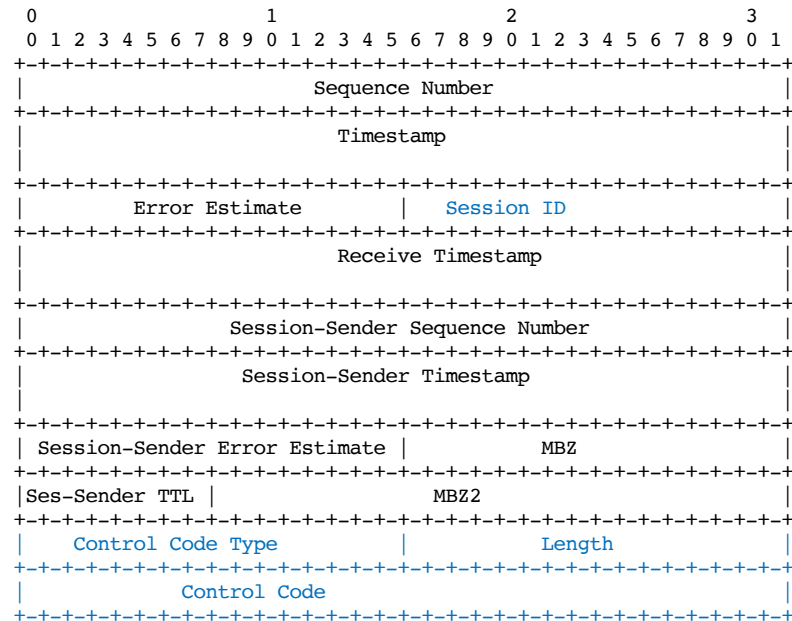 0                   1                   2                   3
 0 1 2 3 4 5 6 7 8 9 0 1 2 3 4 5 6 7 8 9 0 1 2 3 4 5 6 7 8 9 0 1
+-+-+-+-+-+-+-+-+-+-+-+-+-+-+-+-+-+-+-+-+-+-+-+-+-+-+-+-+-+-+-+-+
|                        Sequence Number                        |
+-+-+-+-+-+-+-+-+-+-+-+-+-+-+-+-+-+-+-+-+-+-+-+-+-+-+-+-+-+-+-+-+
|                          Timestamp                            |
|                                                               |
+-+-+-+-+-+-+-+-+-+-+-+-+-+-+-+-+-+-+-+-+-+-+-+-+-+-+-+-+-+-+-+-+
|         Error Estimate        |   Session ID                  |
+-+-+-+-+-+-+-+-+-+-+-+-+-+-+-+-+-+-+-+-+-+-+-+-+-+-+-+-+-+-+-+-+
|                          Receive Timestamp                    |
|                                                               |
+-+-+-+-+-+-+-+-+-+-+-+-+-+-+-+-+-+-+-+-+-+-+-+-+-+-+-+-+-+-+-+-+
|                 Session-Sender Sequence Number                |
+-+-+-+-+-+-+-+-+-+-+-+-+-+-+-+-+-+-+-+-+-+-+-+-+-+-+-+-+-+-+-+-+
|                  Session-Sender Timestamp                     |
|                                                               |
+-+-+-+-+-+-+-+-+-+-+-+-+-+-+-+-+-+-+-+-+-+-+-+-+-+-+-+-+-+-+-+-+
| Session-Sender Error Estimate |           MBZ                 |
+-+-+-+-+-+-+-+-+-+-+-+-+-+-+-+-+-+-+-+-+-+-+-+-+-+-+-+-+-+-+-+-+
|Ses-Sender TTL |                  MBZ2                         |
+-+-+-+-+-+-+-+-+-+-+-+-+-+-+-+-+-+-+-+-+-+-+-+-+-+-+-+-+-+-+-+-+
|    Control Code Type          |           Length              |
+-+-+-+-+-+-+-+-+-+-+-+-+-+-+-+-+-+-+-+-+-+-+-+-+-+-+-+-+-+-+-+-+
|             Control Code                                      |
+-+-+-+-+-+-+-+-+-+-+-+-+-+-+-+-+-+-+-+-+-+-+-+-+-+-+-+-+-+-+-+-+